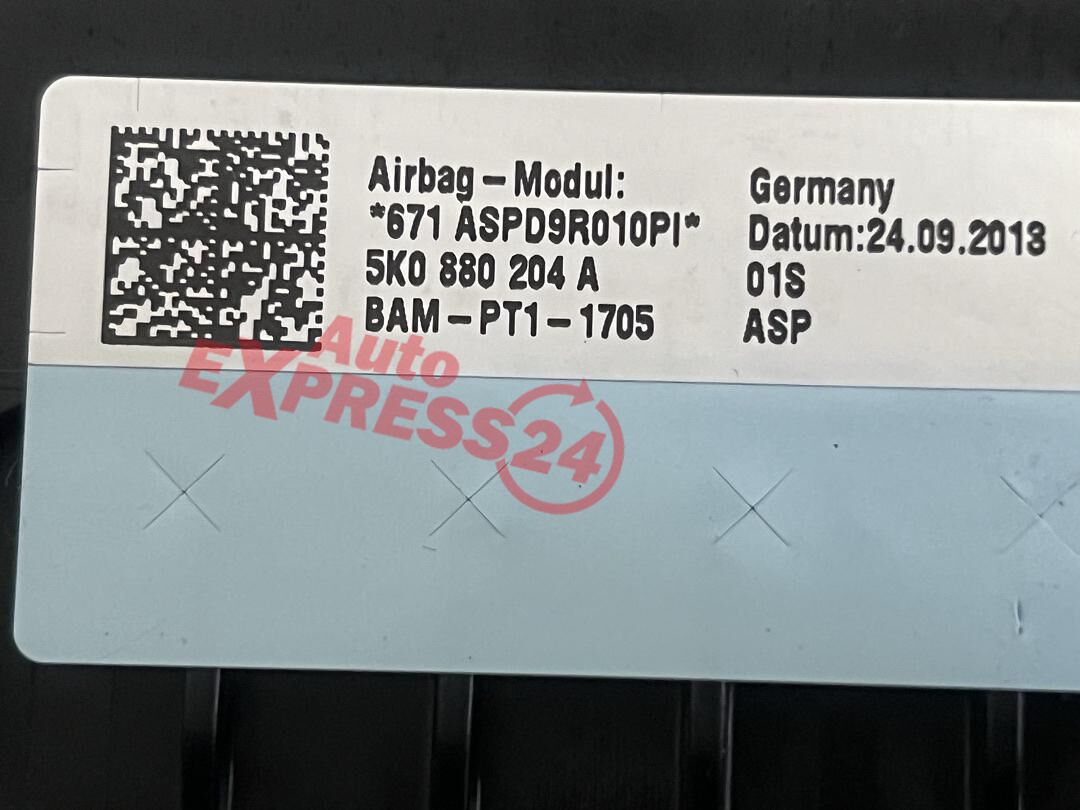 Airbag - Modul:
*671 ASPD9R010PI*
5K0 880 204 A
BAM - PT1 - 1705
Germany
Datum:24.09.2013
01S
ASP
Auto
EXPRESS24